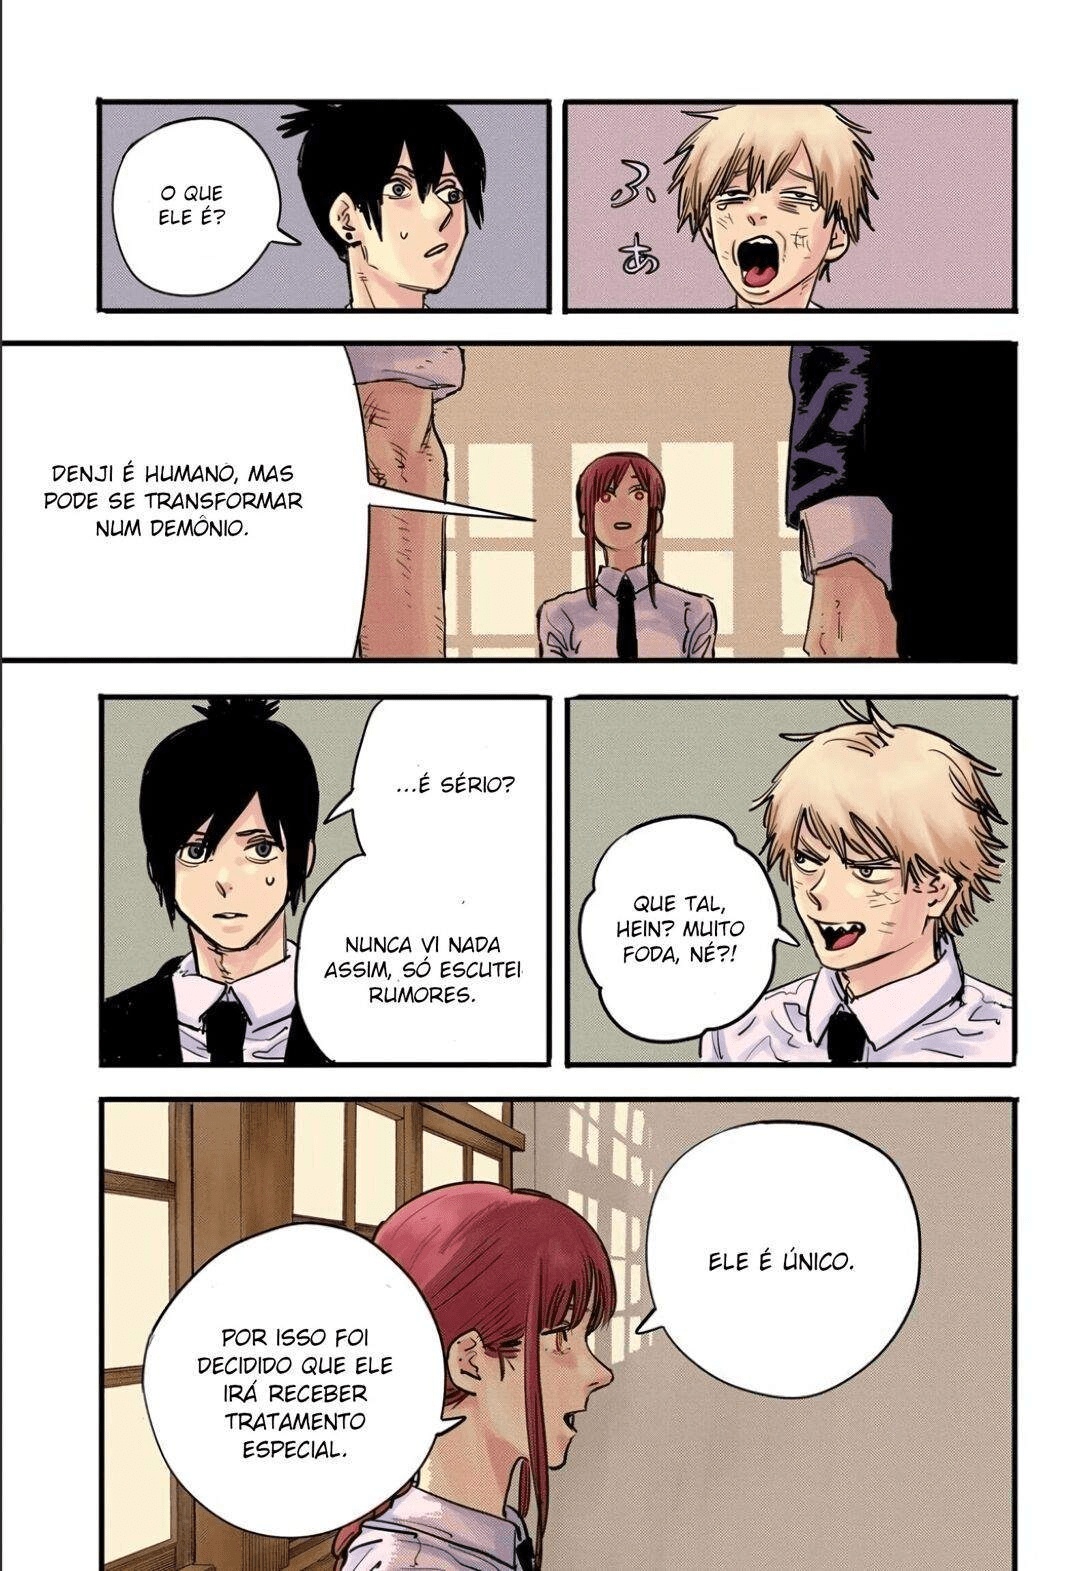 ふぁ
O QUE
ELE É?
DENJI É HUMANO, MAS
PODE SE TRANSFORMAR
NUM DEMÔNIO.
QUE TAL,
HEIN? MUITO
FODA, NÉ?!
...É SÉRIO?
NUNCA VI NADA
ASSIM, SÓ ESCUTEI
RUMORES.
ELE É ÚNICO.
POR ISSO FOI
DECIDIDO QUE ELE
IRÁ RECEBER
TRATAMENTO
ESPECIAL.